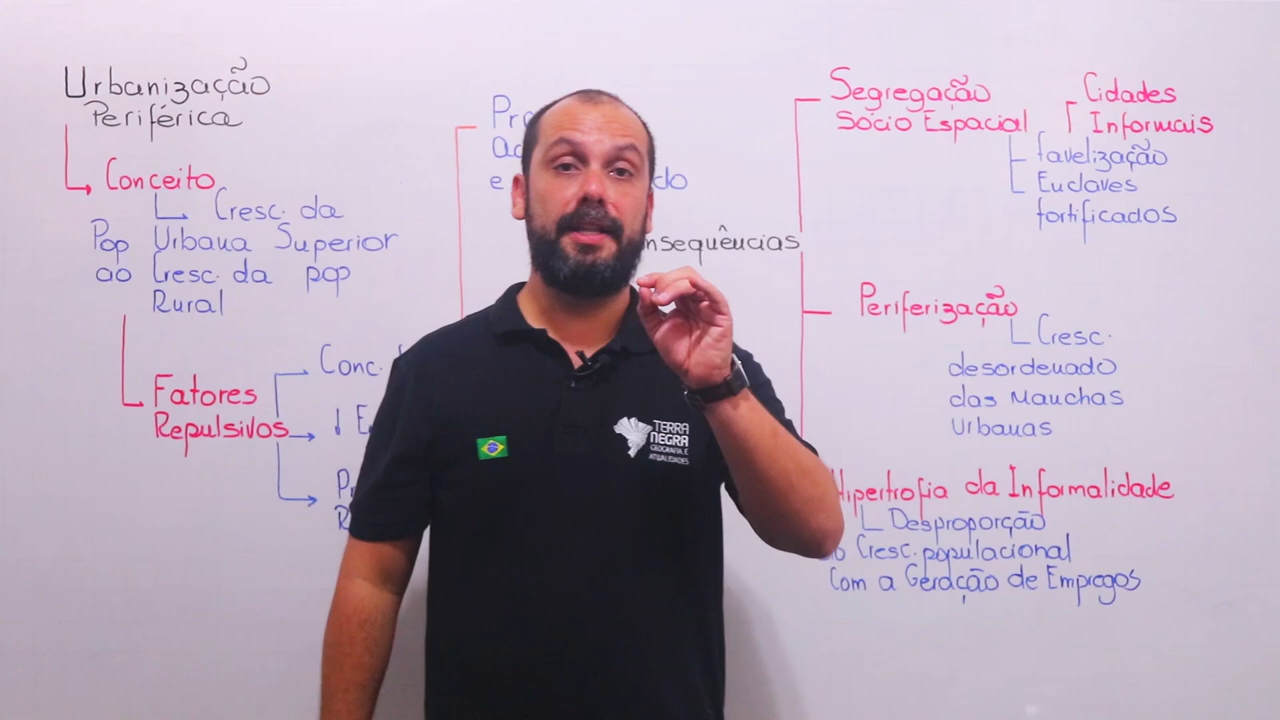 Urbanização
Periférica
Conceito
Cresc. da
Pop Urbana Superior
ao Cresc. da pop
Rural
Fatores
Repulsivos
Conc.
↓
nsequências
Segregação
Sócio Espacial
Cidades
Informais
favelização
Enclaves
fortificados
Periferização
Cresc.
desordenado
das Manchas
Urbanas
Hipertrofia da Informalidade
Desproporção
do Cresc. populacional
Com a Geração de Empregos
TERRA
NEGRA
GEOGRAFIA E
ATUALIDADES